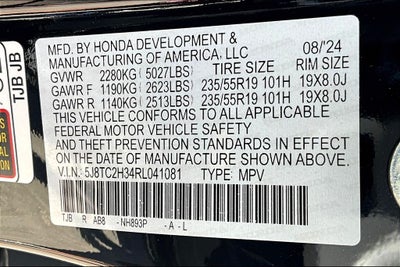 TJB JB
MFD. BY HONDA DEVELOPMENT &
MANUFACTURING OF AMERICA, LLC 08/'24
GVWR 2280KG (5027LBS) TIRE SIZE RIM SIZE
GAWR F 1190KG (2623LBS) 235/55R19 101H 19X8.0J
GAWR R 1140KG (2513LBS) 235/55R19 101H 19X8.0J
THIS VEHICLE CONFORMS TO ALL APPLICABLE
FEDERAL MOTOR VEHICLE SAFETY
AND THEFT PREVENTION STANDARDS IN EFFECT
ON THE DATE OF MANUFACTURE SHOWN ABOVE.
V.I.N. 5J8TC2H34RL041081 TYPE: MPV
TJB R AB8 -NH893P -A-L